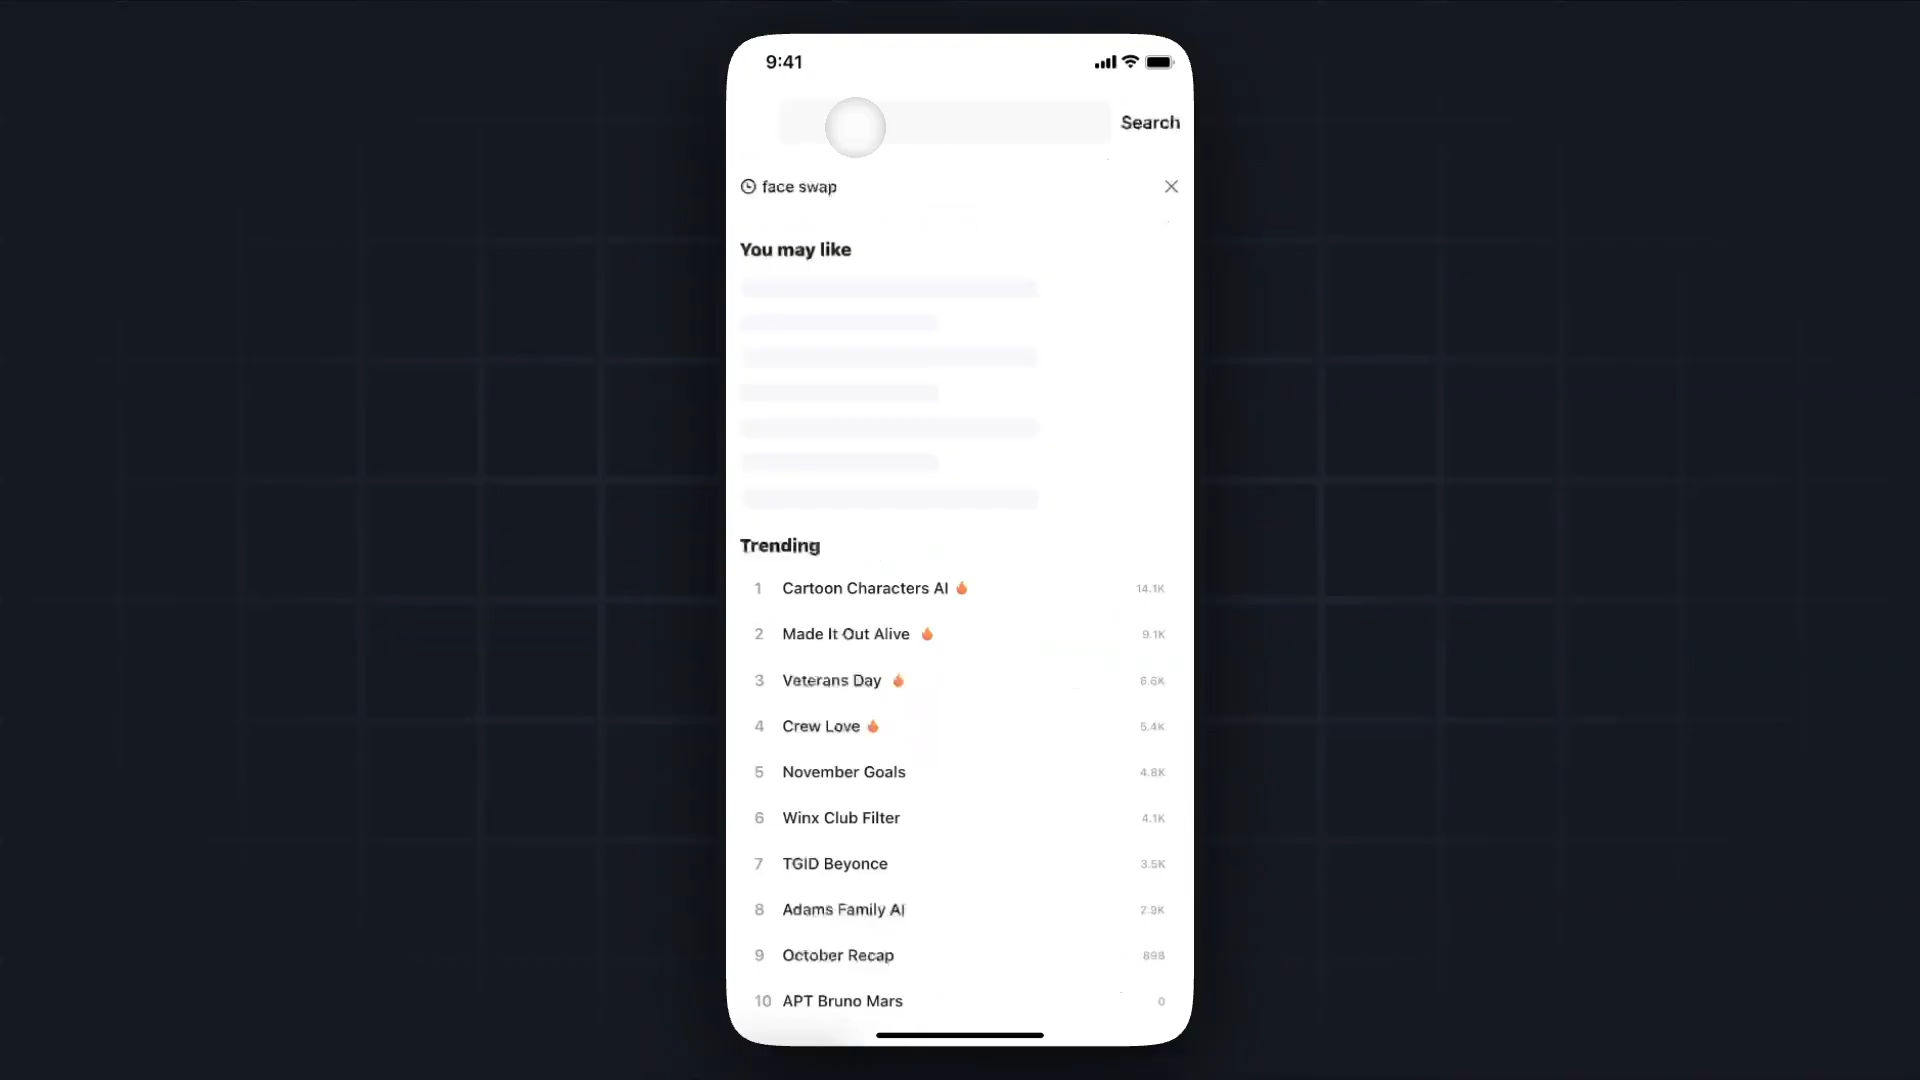 9:41
Search
face swap
You may like
Trending
1 Cartoon Characters AI 🔥 14.1K
2 Made It Out Alive 🔥 9.1K
3 Veterans Day 🔥 6.6K
4 Crew Love 🔥 5.4K
5 November Goals 4.8K
6 Winx Club Filter 4.1K
7 TGID Beyonce 3.5K
8 Adams Family AI 2.9K
9 October Recap 898
10 APT Bruno Mars 0